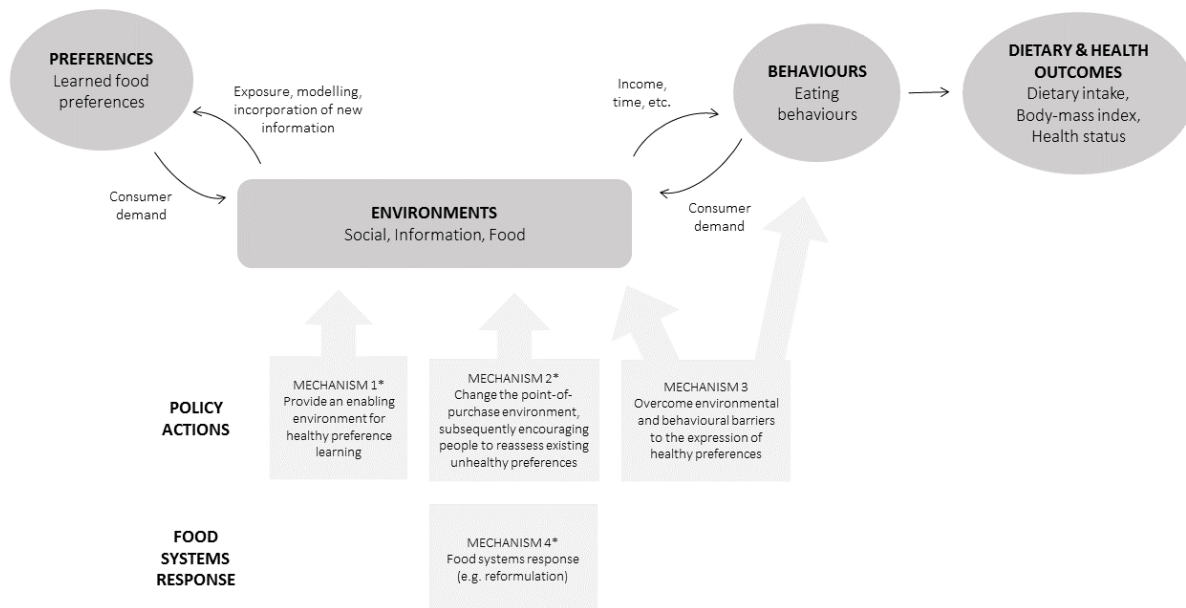 PREFERENCES
Learned food
preferences
Exposure, modelling,
incorporation of new
information
Consumer
demand
ENVIRONMENTS
Social, Information, Food
Income,
time, etc.
Consumer
demand
BEHAVIOURS
Eating
behaviours
DIETARY & HEALTH
OUTCOMES
Dietary intake,
Body-mass index,
Health status
POLICY
ACTIONS
MECHANISM 1*
Provide an enabling
environment for
healthy preference
learning
MECHANISM 2*
Change the point-of-
purchase environment,
subsequently encouraging
people to reassess existing
unhealthy preferences
MECHANISM 3
Overcome environmental
and behavioural barriers
to the expression of
healthy preferences
FOOD
SYSTEMS
RESPONSE
MECHANISM 4*
Food systems response
(e.g. reformulation)